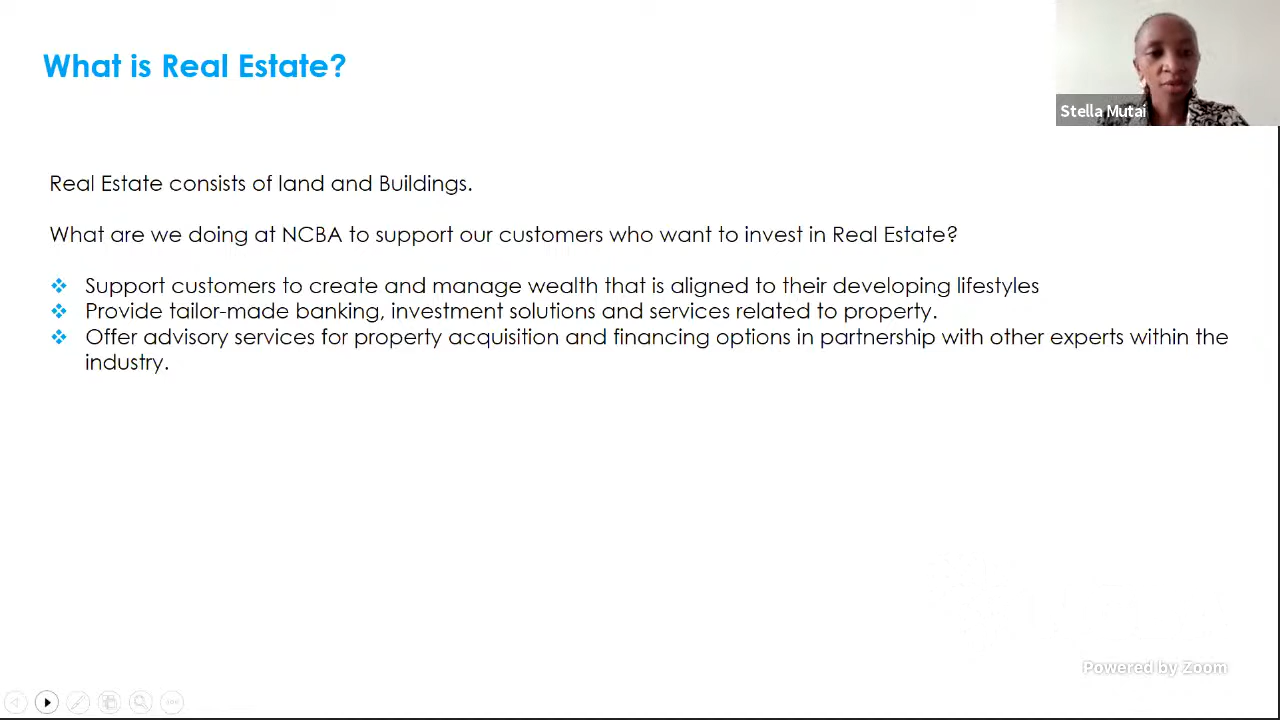 What is Real Estate?
Stella Mutai
Real Estate consists of land and Buildings.
What are we doing at NCBA to support our customers who want to invest in Real Estate?
Support customers to create and manage wealth that is aligned to their developing lifestyles
Provide tailor-made banking, investment solutions and services related to property.
Offer advisory services for property acquisition and financing options in partnership with other experts within the
industry.
Powered by Zoom